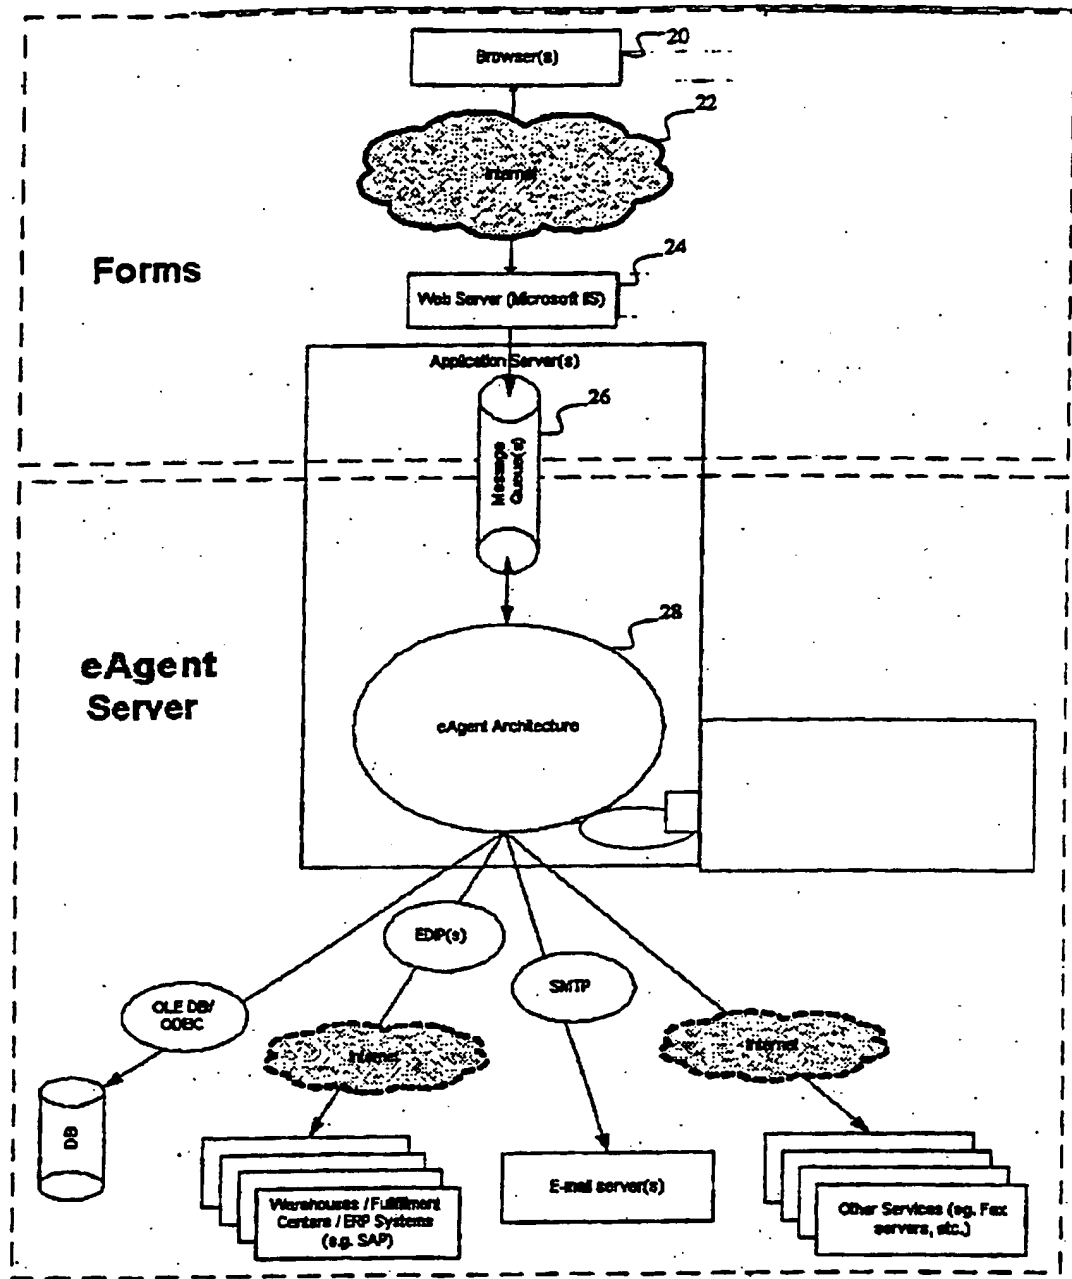 20
Browser(s)
22
Internet
24
Forms
Web Server (Microsoft IIS)
Application Server(s)
26
Message
Queue(s)
28
eAgent
Server
eAgent Architecture
EDIP(s)
SMTP
OLE DB/
ODBC
Internet
Internet
DB
Warehouses / Fulfillment
Centers / ERP Systems
(e.g. SAP)
E-mail server(s)
Other Services (eg. Fax
servers, etc.)